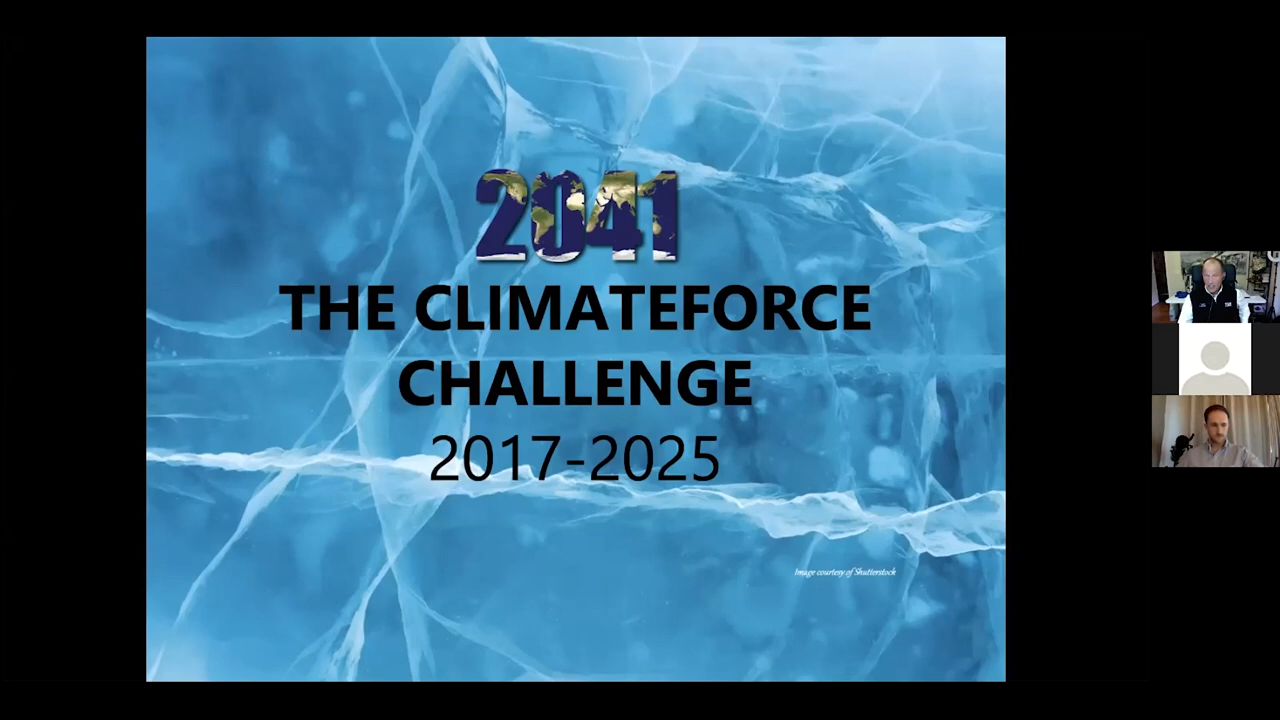 2041
THE CLIMATEFORCE
CHALLENGE
2017-2025
Image courtesy of Shutterstock